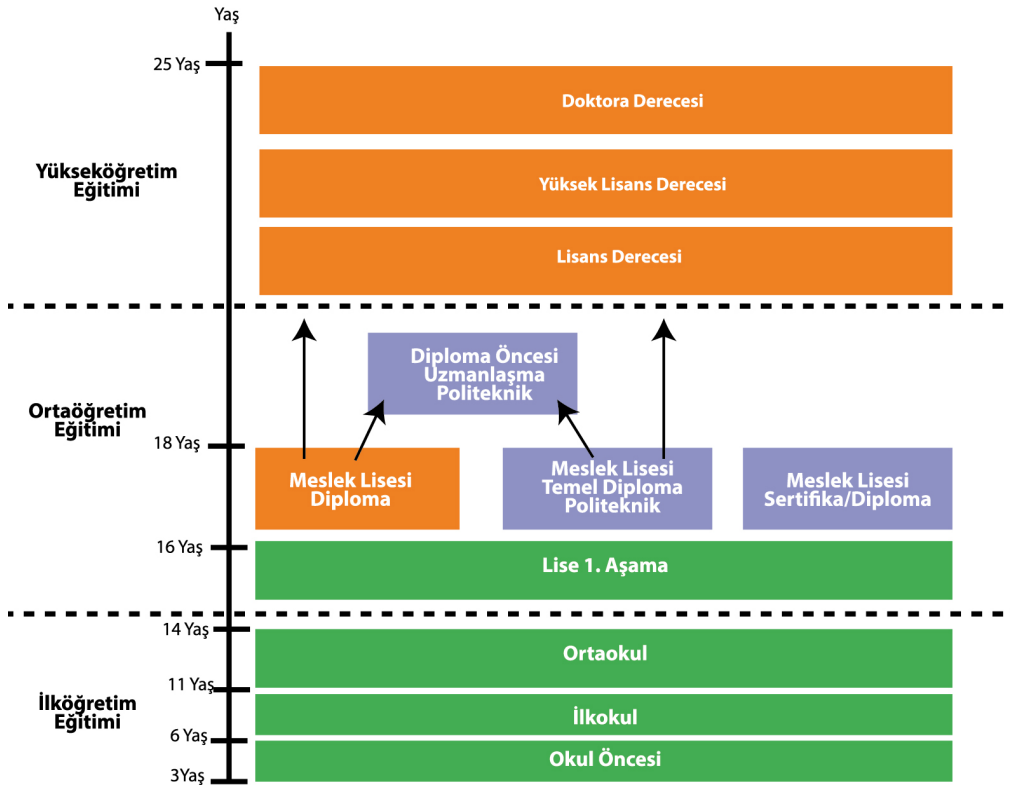 Yaş
25 Yaş
Doktora Derecesi
Yükseköğretim
Eğitimi
Yüksek Lisans Derecesi
Lisans Derecesi
Diploma Öncesi
Uzmanlaşma
Politeknik
Ortaöğretim
Eğitimi
18 Yaş
Meslek Lisesi
Diploma
Meslek Lisesi
Temel Diploma
Politeknik
Meslek Lisesi
Sertifika/Diploma
16 Yaş
Lise 1. Aşama
14 Yaş
Ortaokul
11 Yaş
İlköğretim
Eğitimi
İlkokul
6 Yaş
Okul Öncesi
3Yaş